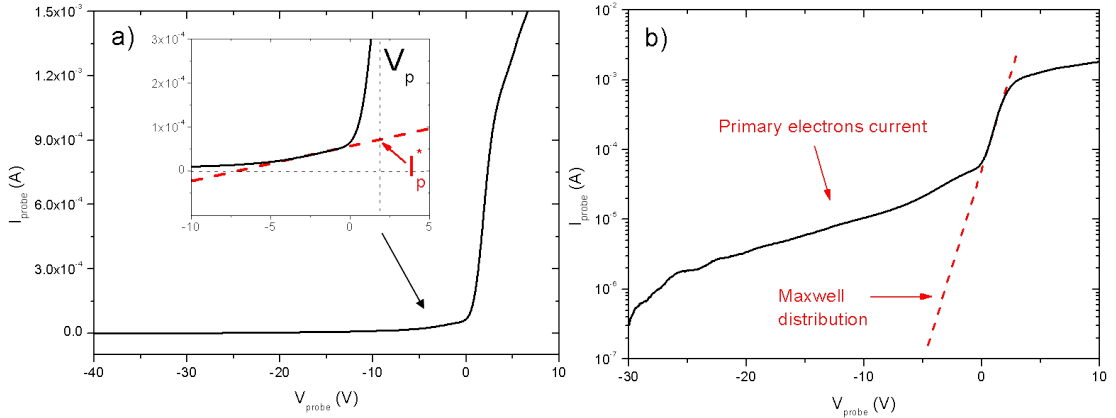 a)
1.5x10⁻³
1.2x10⁻³
9.0x10⁻⁴
6.0x10⁻⁴
3.0x10⁻⁴
0.0
I_probe (A)
-40
-30
-20
-10
0
10
V_probe (V)
3x10⁻⁴
2x10⁻⁴
1x10⁻⁴
0
-10
-5
0
5
V_p
I*_p
b)
10⁻²
10⁻³
10⁻⁴
10⁻⁵
10⁻⁶
10⁻⁷
I_probe (A)
Primary electrons current
Maxwell
distribution
-30
-20
-10
0
10
V_probe (V)